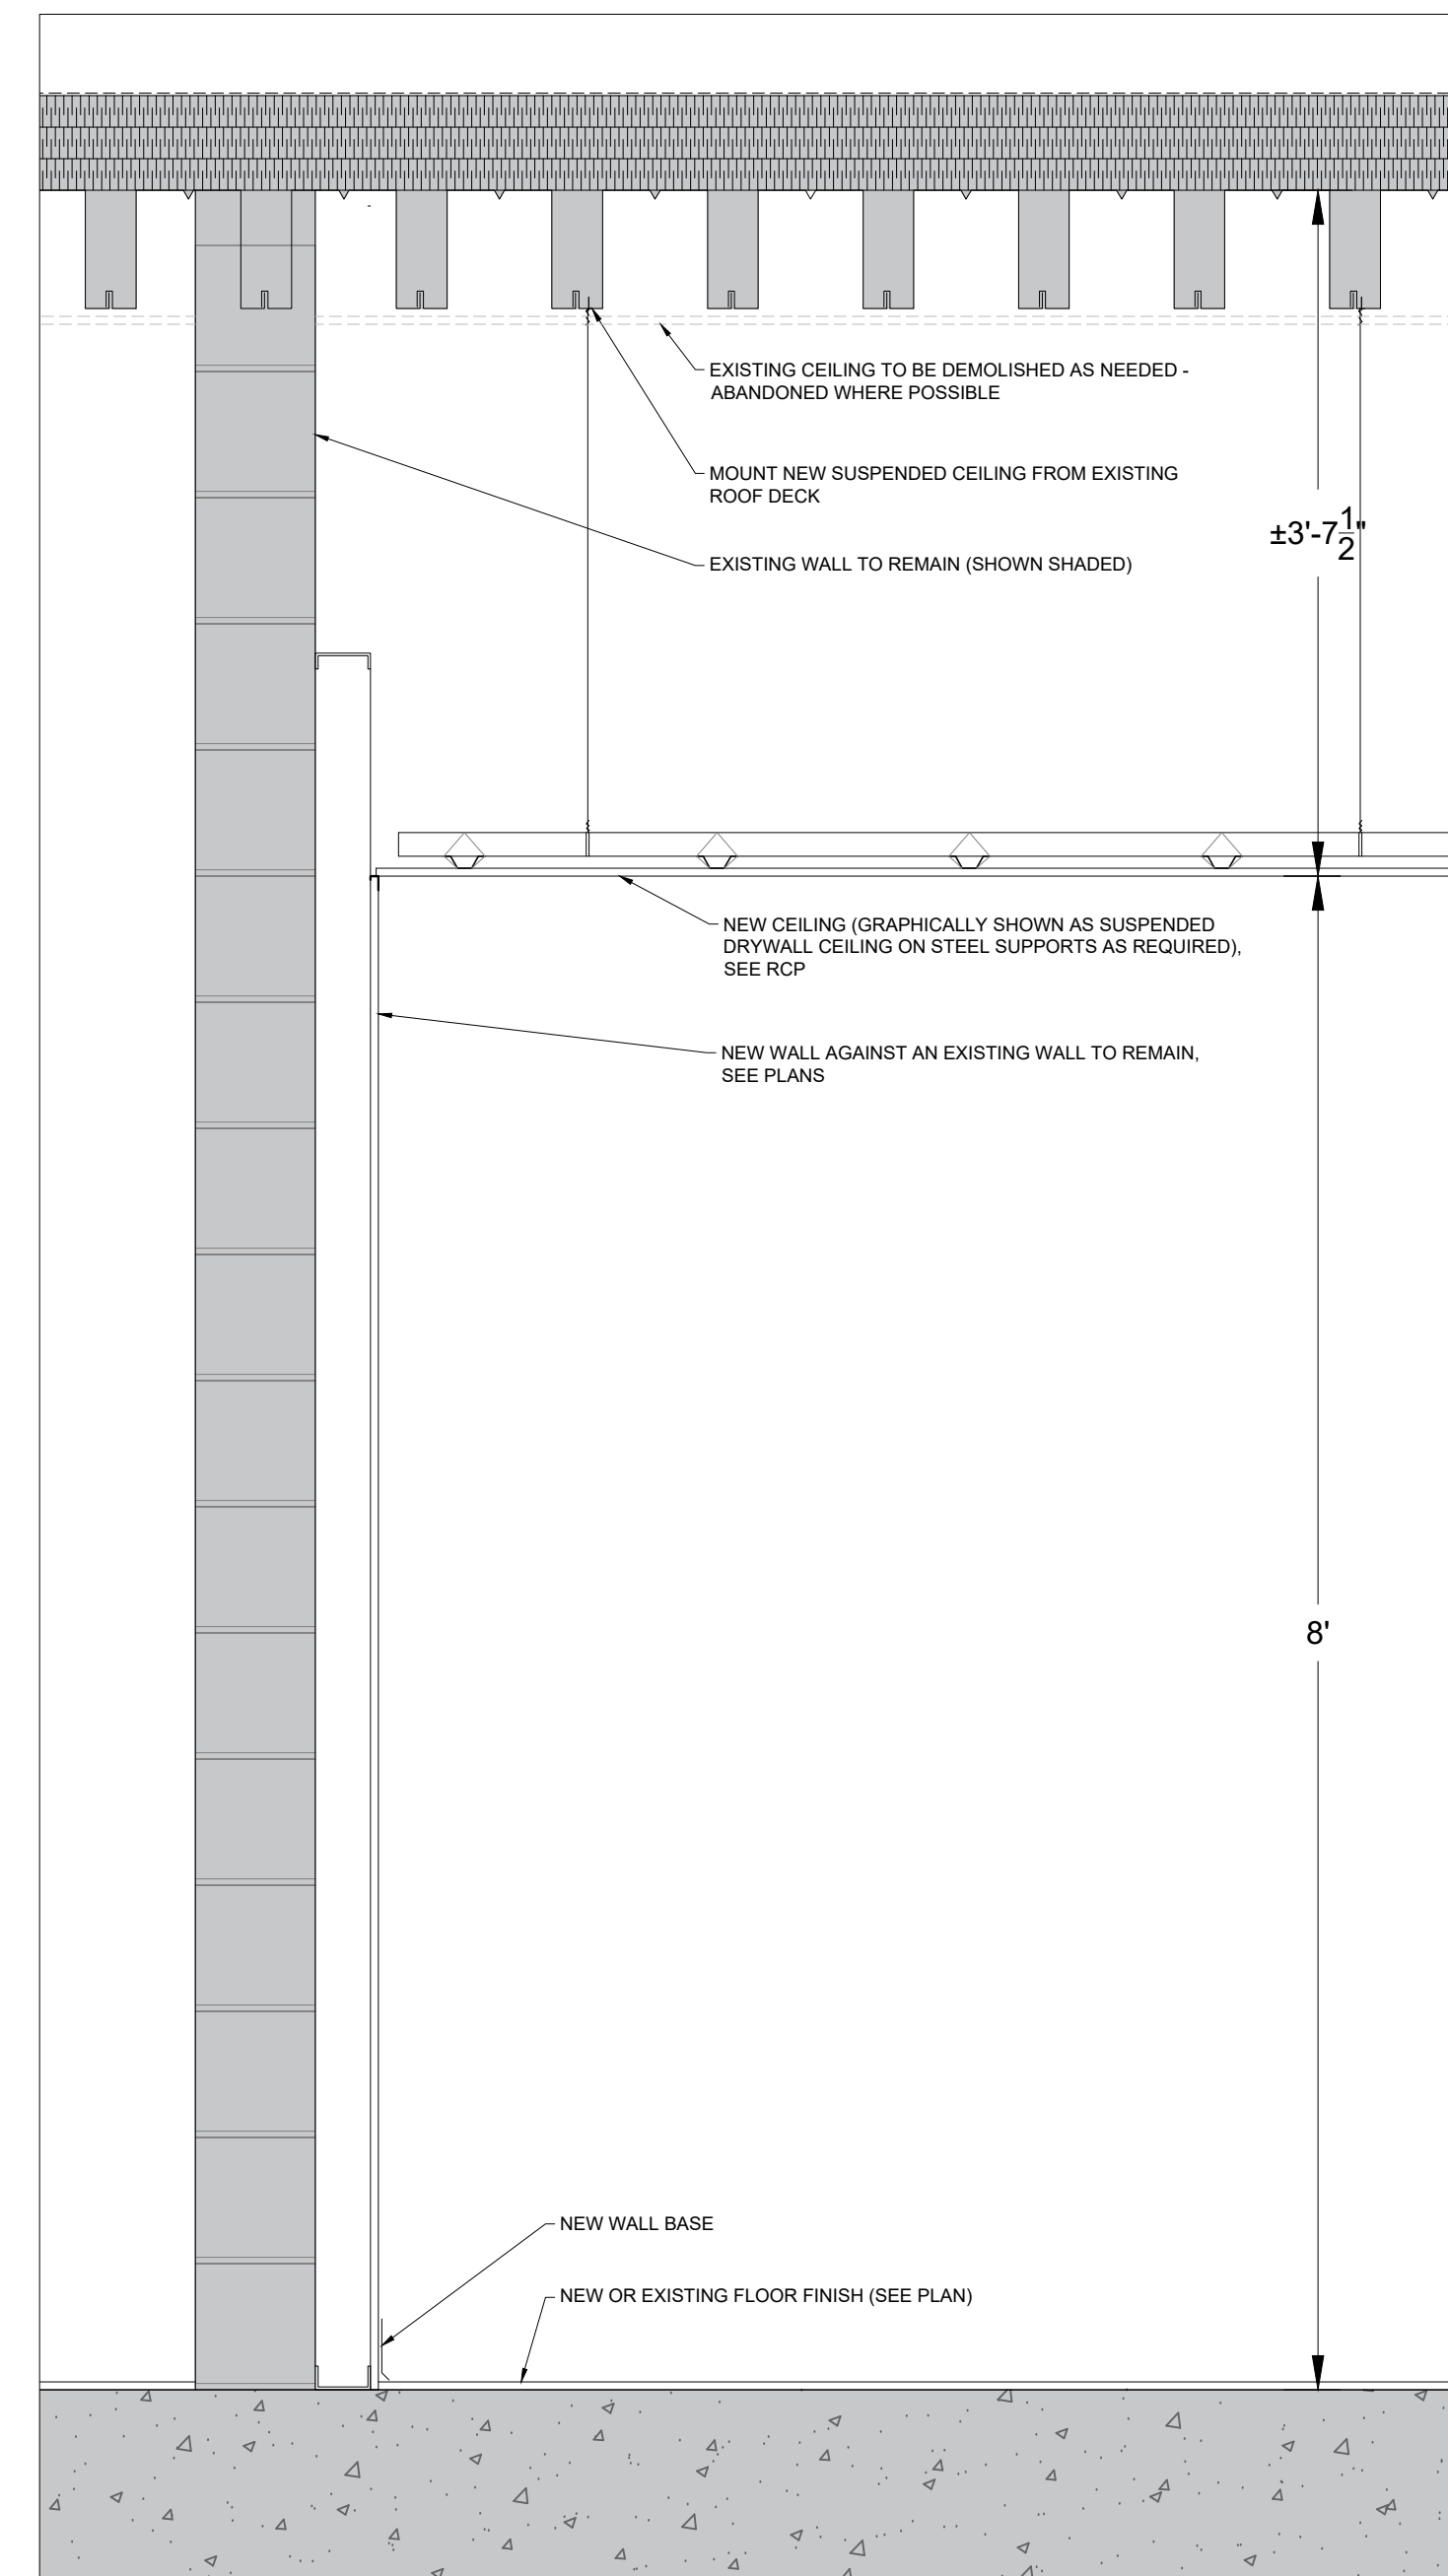 EXISTING CEILING TO BE DEMOLISHED AS NEEDED -
ABANDONED WHERE POSSIBLE
MOUNT NEW SUSPENDED CEILING FROM EXISTING
ROOF DECK
±3'-7 1/2"
EXISTING WALL TO REMAIN (SHOWN SHADED)
NEW CEILING (GRAPHICALLY SHOWN AS SUSPENDED
DRYWALL CEILING ON STEEL SUPPORTS AS REQUIRED),
SEE RCP
NEW WALL AGAINST AN EXISTING WALL TO REMAIN,
SEE PLANS
8'
NEW WALL BASE
NEW OR EXISTING FLOOR FINISH (SEE PLAN)